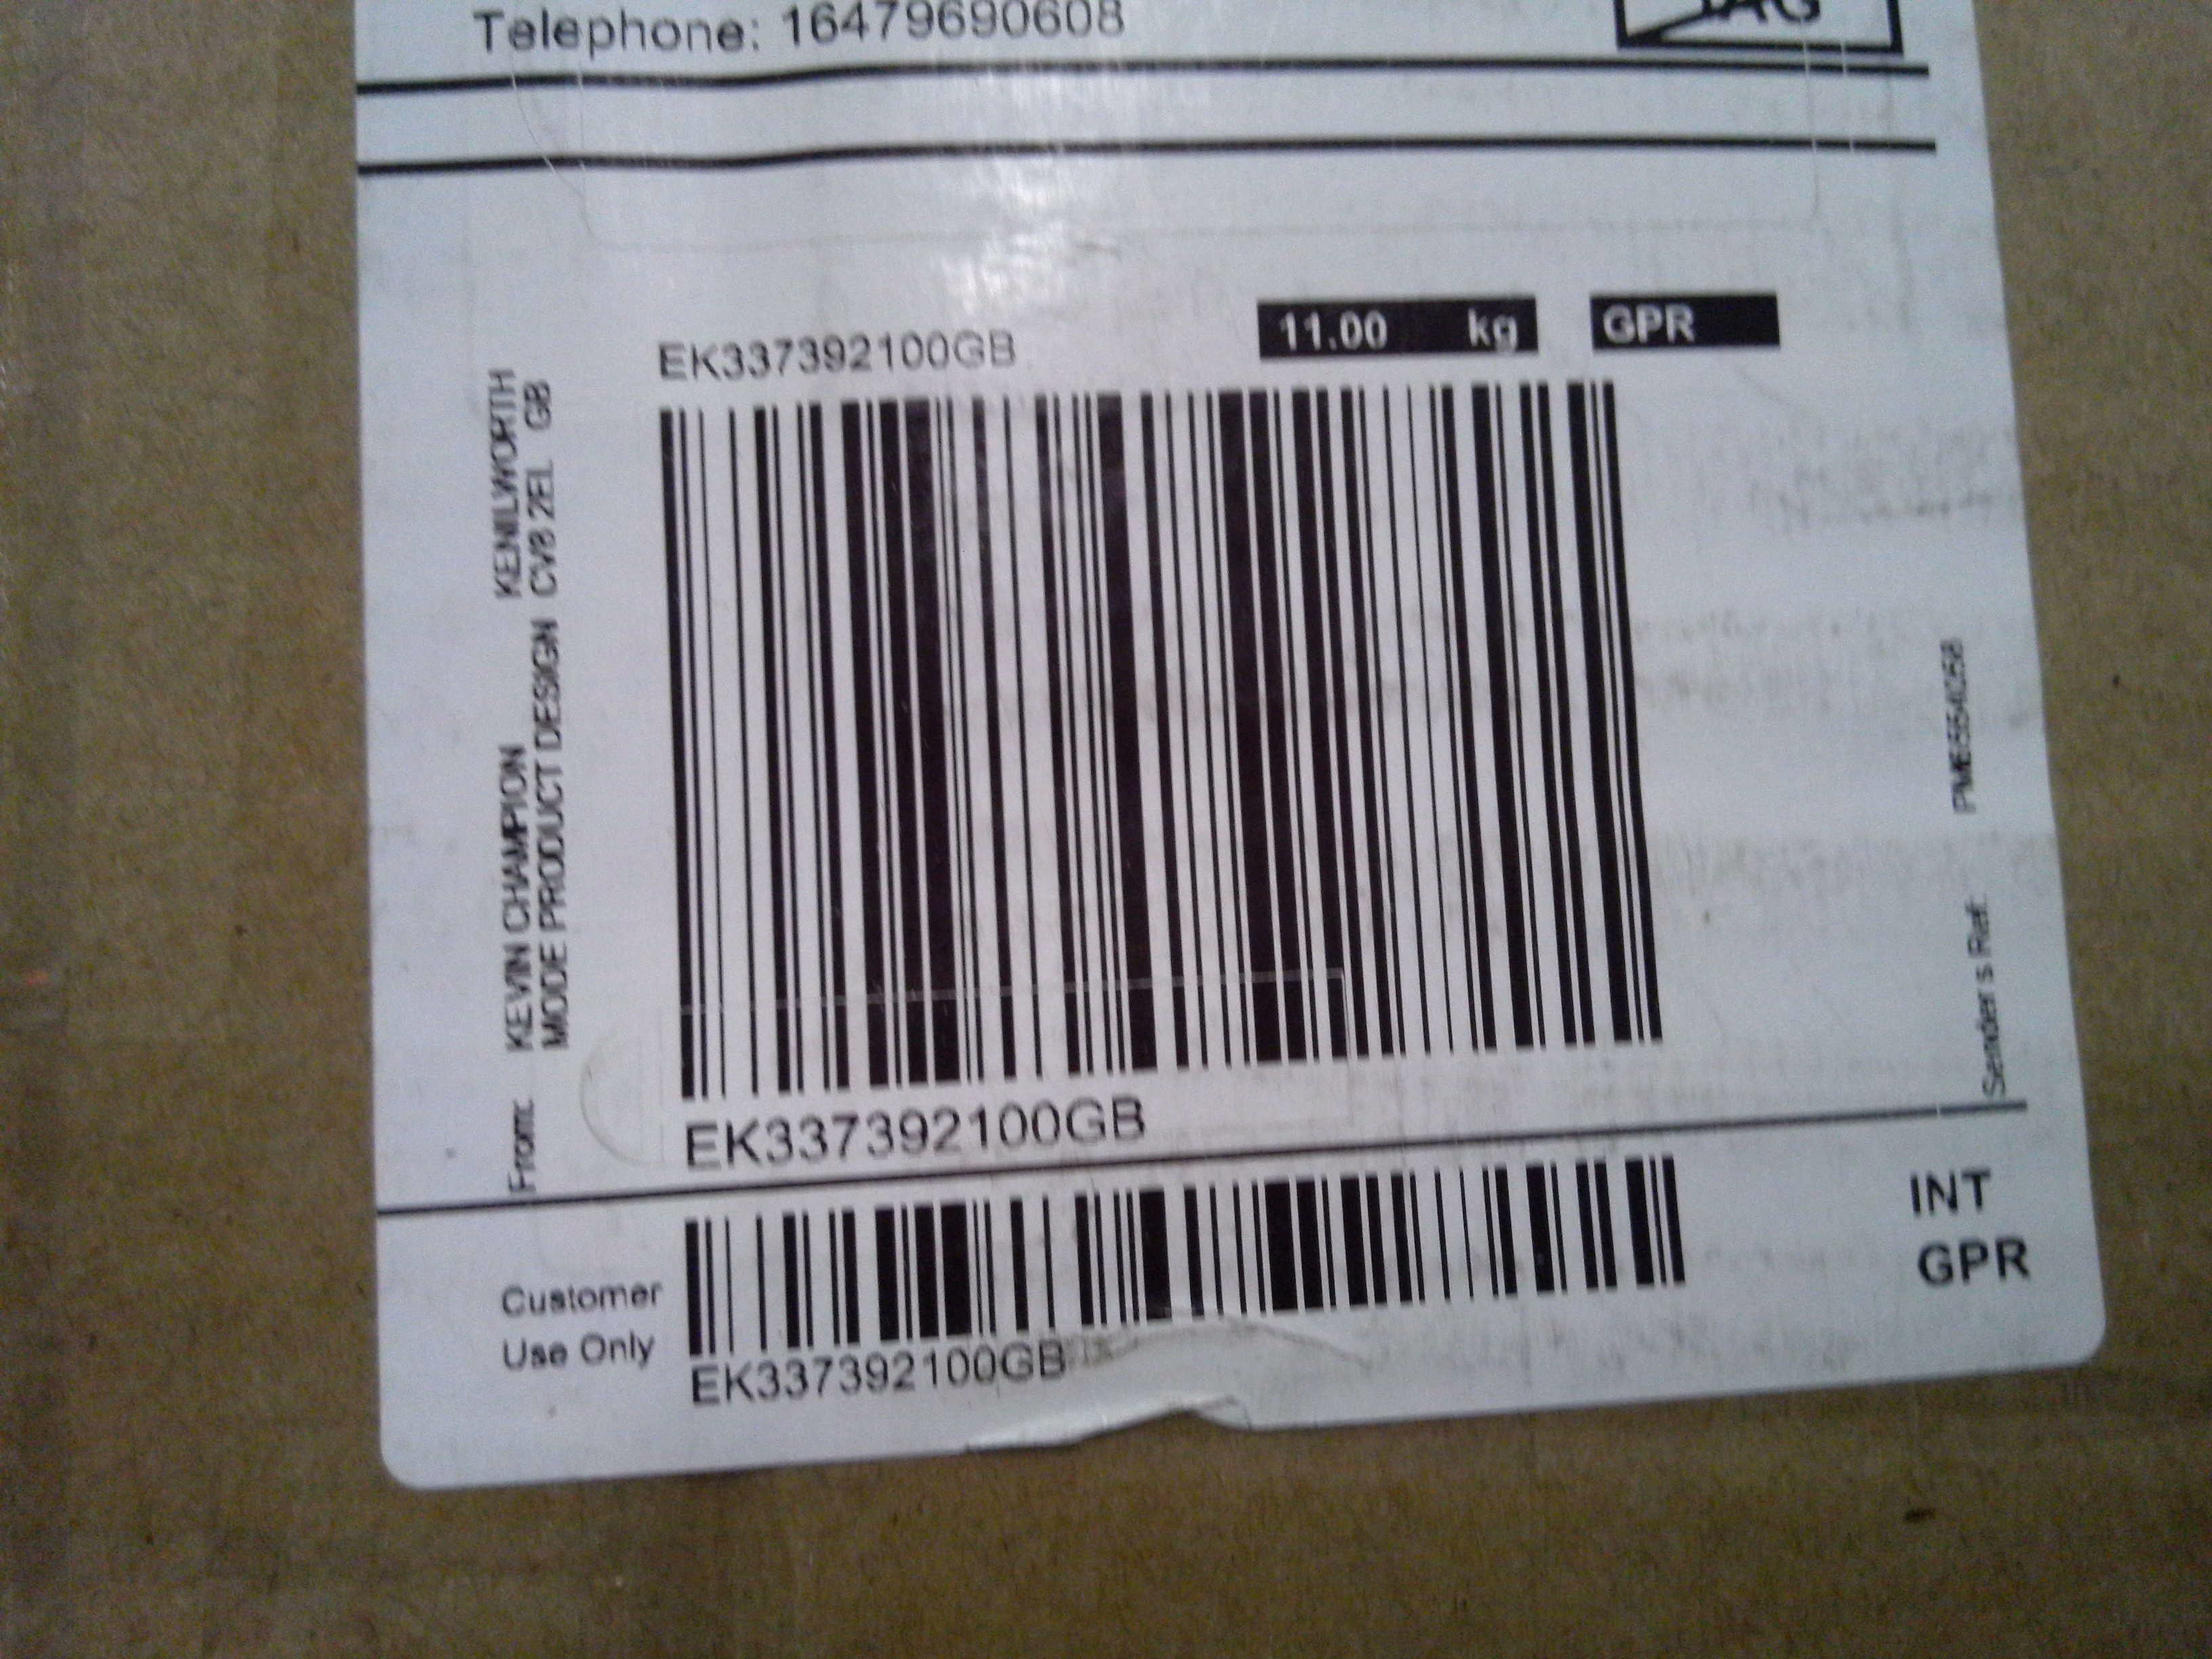 Telephone: 16479690608
EK337392100GB
11.00 kg
GPR
From: KEVIN CHAMPION KENILWORTH
MODE PRODUCT DESIGN CV8 2EL GB
Sender's Ref:
EK337392100GB
Customer
Use Only
EK337392100GB
INT
GPR